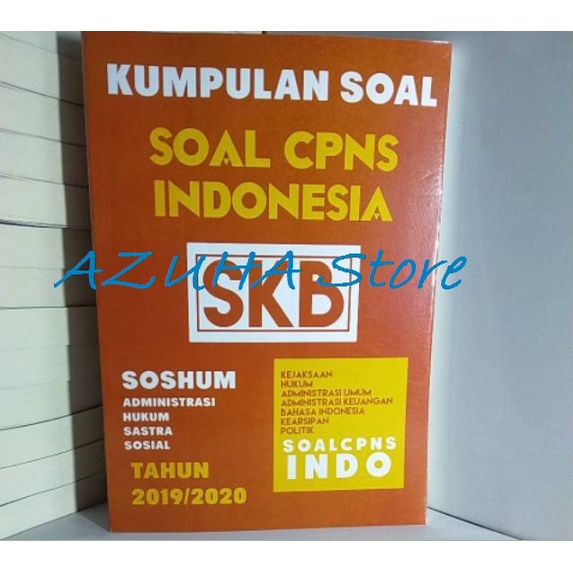 KUMPULAN SOAL
SOAL CPNS
INDONESIA
AZUHA Store
SKB
SOSHUM
ADMINISTRASI
HUKUM
SASTRA
SOSIAL
TAHUN
2019/2020
KEJAKSAAN
HUKUM
ADMINISTRASI UMUM
ADMINISTRASI KEUANGAN
BAHASA INDONESIA
KEARSIPAN
POLITIK
SOALCPNS
INDO